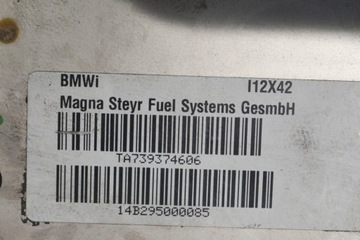 BMWi I12X42
Magna Steyr Fuel Systems GesmbH
TA739374606
14B295000085